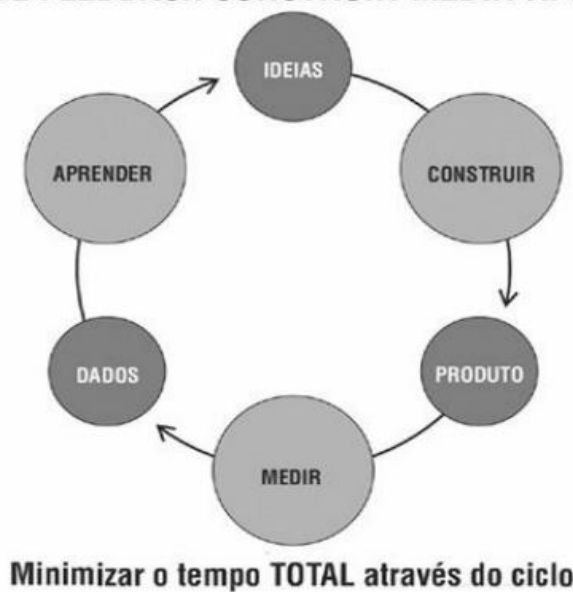 IDEIAS
APRENDER
CONSTRUIR
DADOS
PRODUTO
MEDIR
Minimizar o tempo TOTAL através do ciclo